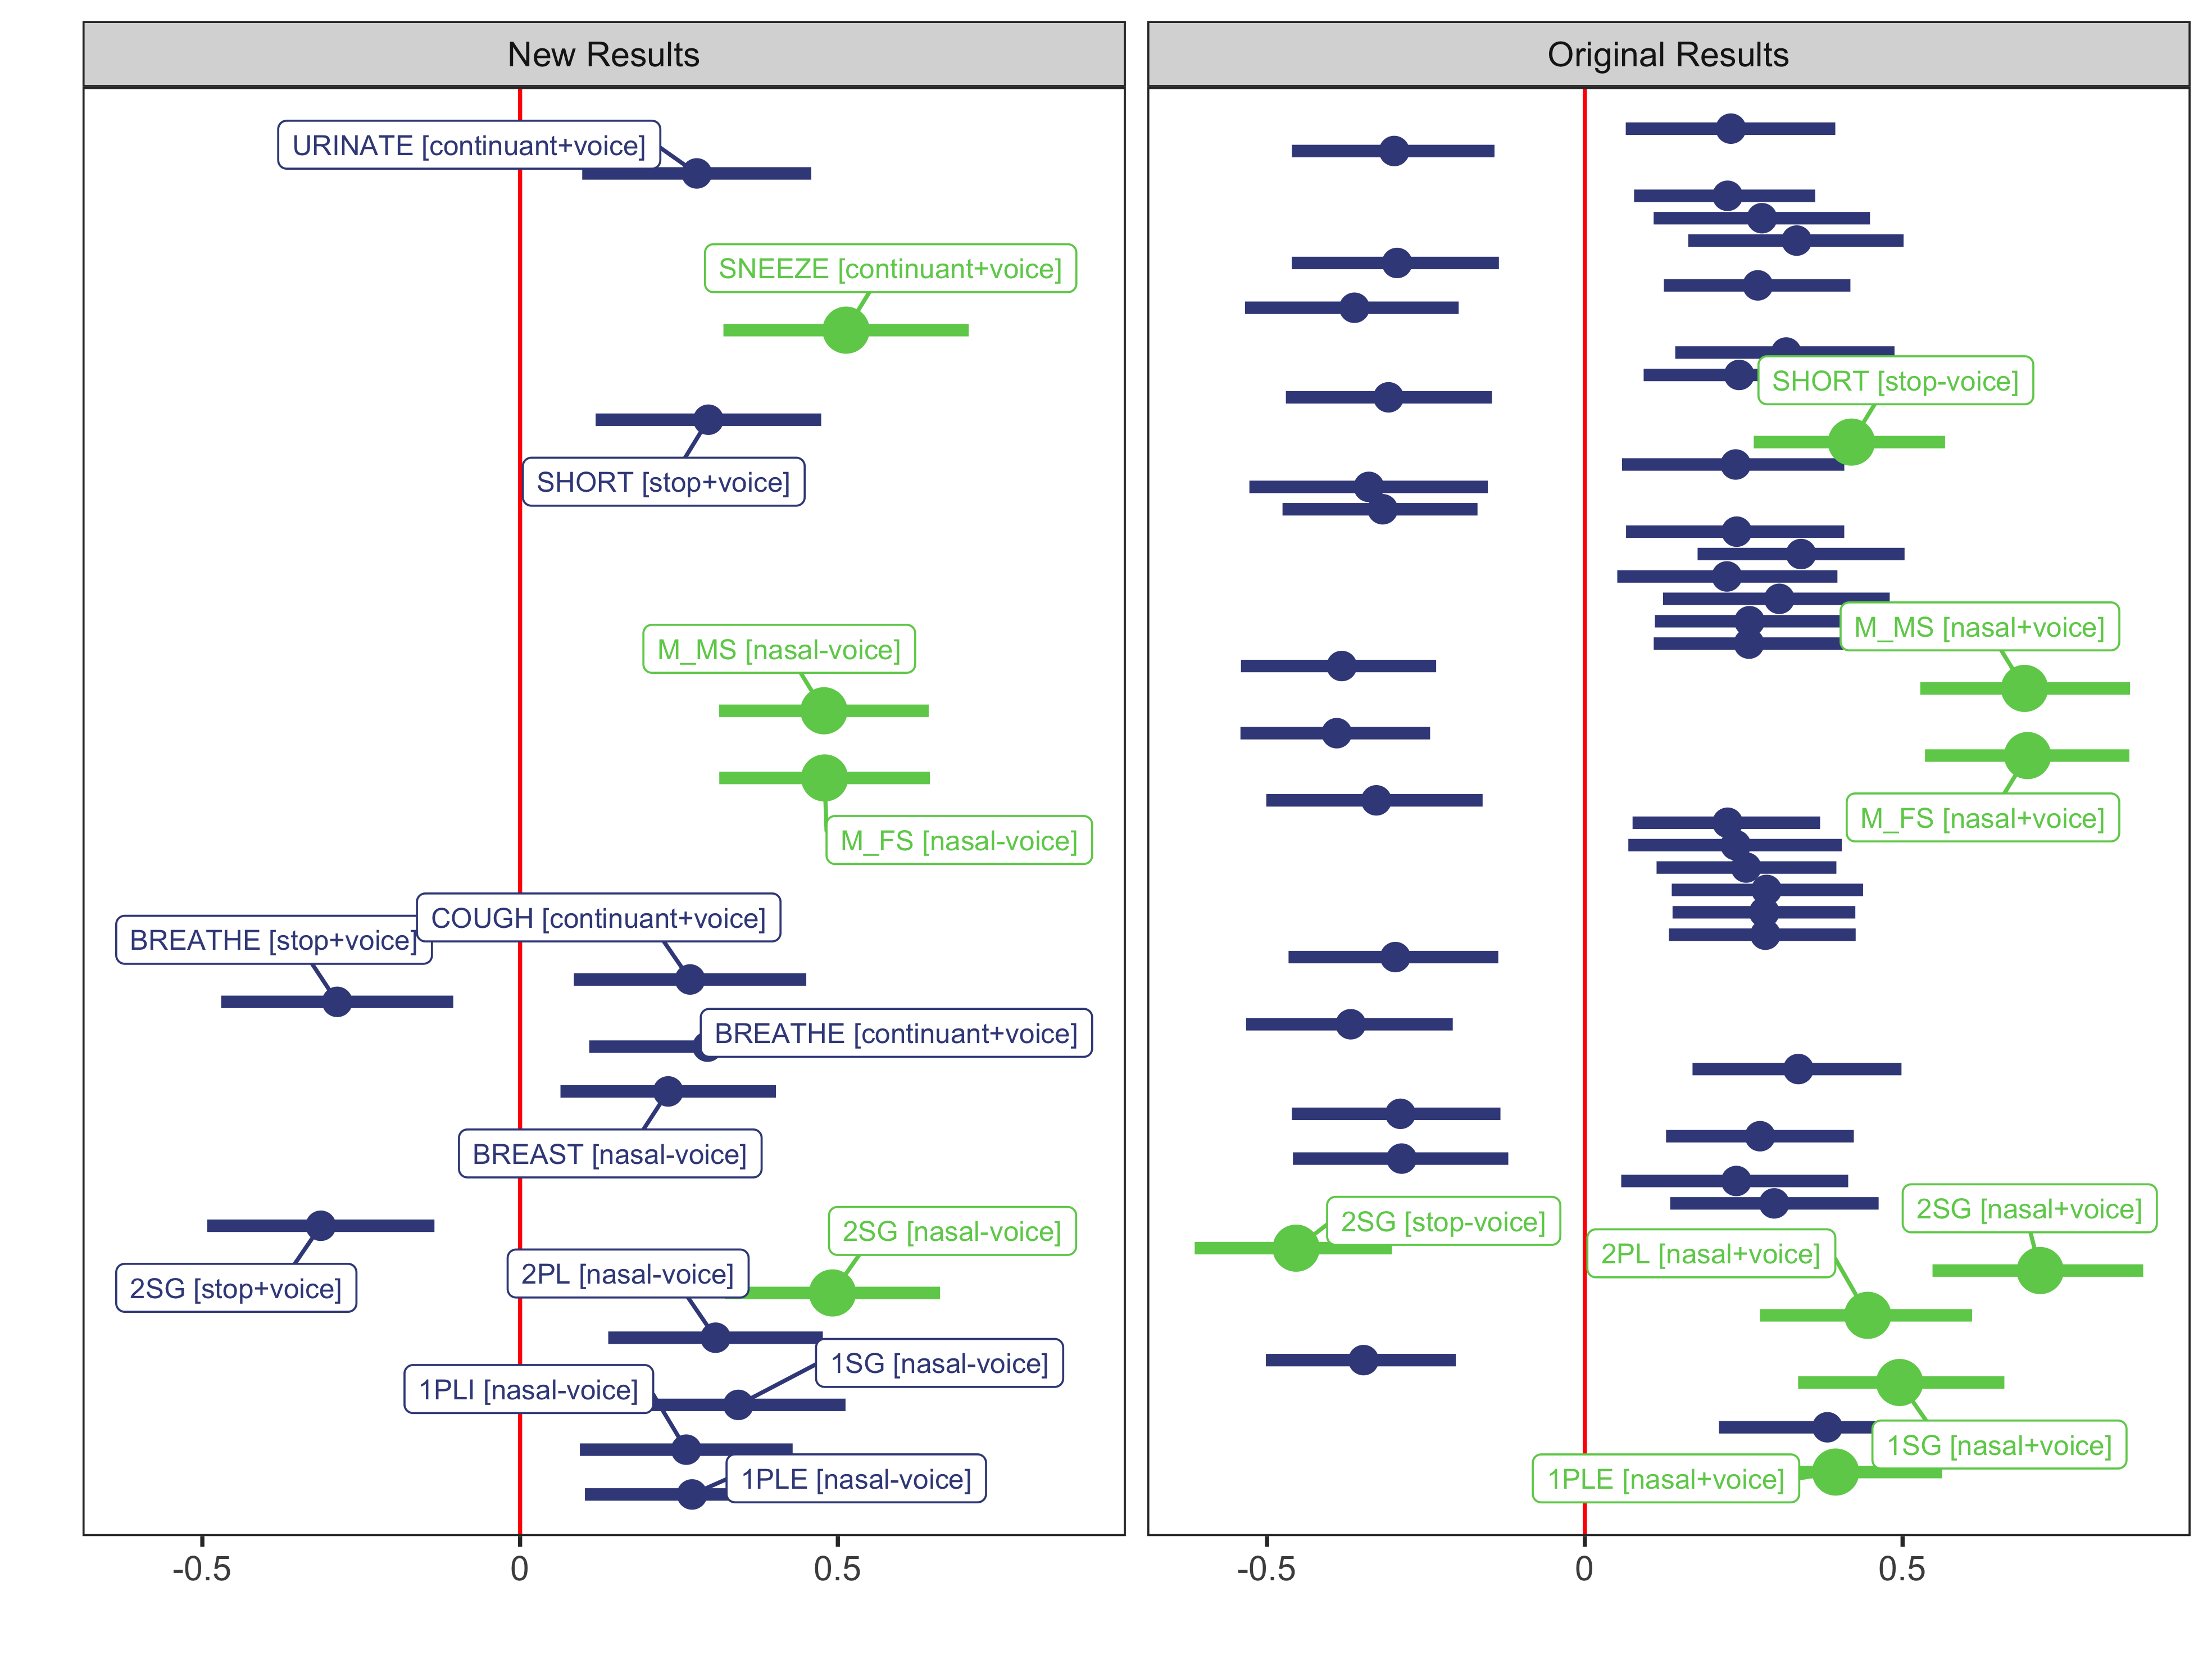 New Results
URINATE [continuant+voice]
SNEEZE [continuant+voice]
SHORT [stop+voice]
M_MS [nasal-voice]
M_FS [nasal-voice]
COUGH [continuant+voice]
BREATHE [stop+voice]
BREATHE [continuant+voice]
BREAST [nasal-voice]
2SG [nasal-voice]
2PL [nasal-voice]
2SG [stop+voice]
1SG [nasal-voice]
1PLI [nasal-voice]
1PLE [nasal-voice]
-0.5 0 0.5
Original Results
SHORT [stop-voice]
M_MS [nasal+voice]
M_FS [nasal+voice]
2SG [nasal+voice]
2SG [stop-voice]
2PL [nasal+voice]
1SG [nasal+voice]
1PLE [nasal+voice]
-0.5 0 0.5